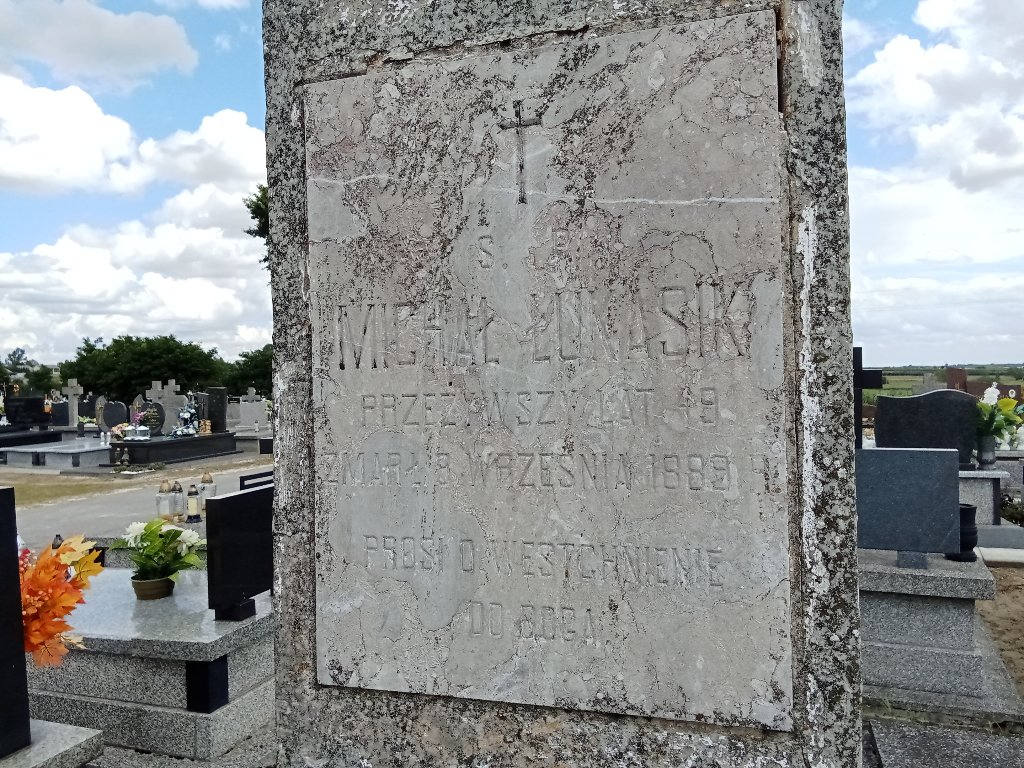 Ś. P.
MICHAŁ ŁUKASIK
PRZEŻYWSZY LAT 49
ZMARŁ 8 WRZEŚNIA 1889 R.
PROSI O WESTCHNIENIE
DO BOGA